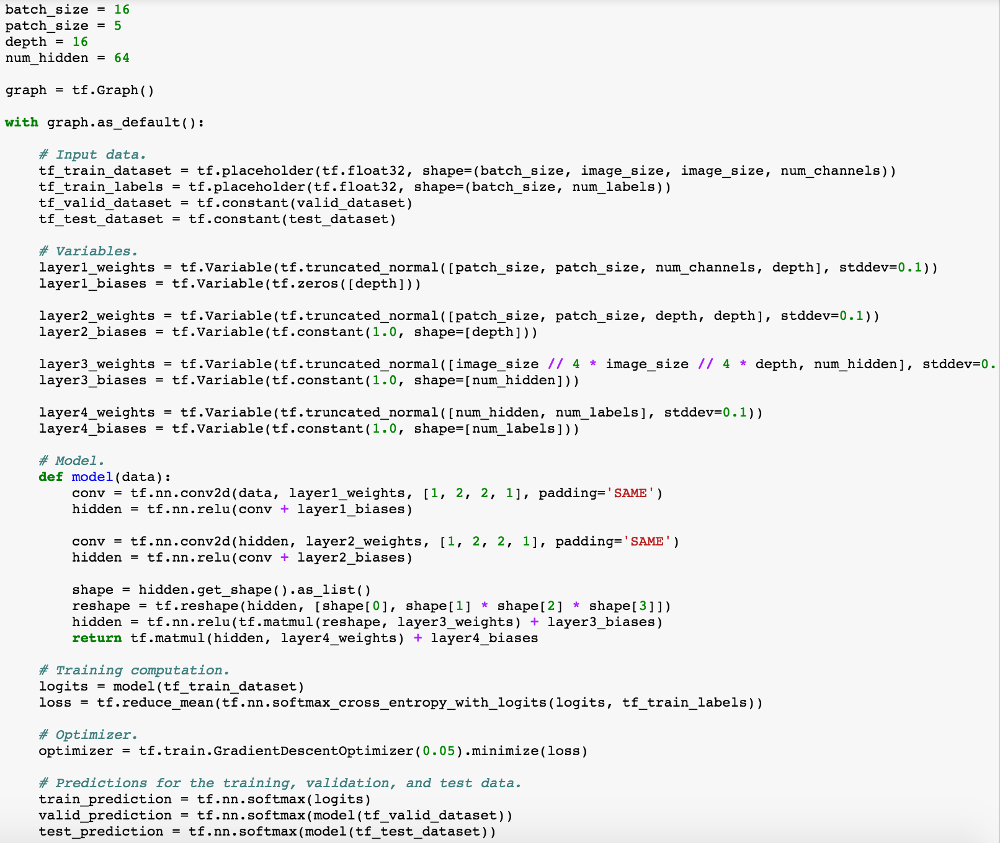 batch_size = 16
patch_size = 5
depth = 16
num_hidden = 64
graph = tf.Graph()
with graph.as_default():
# Input data.
tf_train_dataset = tf.placeholder(tf.float32, shape=(batch_size, image_size, image_size, num_channels))
tf_train_labels = tf.placeholder(tf.float32, shape=(batch_size, num_labels))
tf_valid_dataset = tf.constant(valid_dataset)
tf_test_dataset = tf.constant(test_dataset)
# Variables.
layer1_weights = tf.Variable(tf.truncated_normal([patch_size, patch_size, num_channels, depth], stddev=0.1))
layer1_biases = tf.Variable(tf.zeros([depth]))
layer2_weights = tf.Variable(tf.truncated_normal([patch_size, patch_size, depth, depth], stddev=0.1))
layer2_biases = tf.Variable(tf.constant(1.0, shape=[depth]))
layer3_weights = tf.Variable(tf.truncated_normal([image_size // 4 * image_size // 4 * depth, num_hidden], stddev=0.
layer3_biases = tf.Variable(tf.constant(1.0, shape=[num_hidden]))
layer4_weights = tf.Variable(tf.truncated_normal([num_hidden, num_labels], stddev=0.1))
layer4_biases = tf.Variable(tf.constant(1.0, shape=[num_labels]))
# Model.
def model(data):
conv = tf.nn.conv2d(data, layer1_weights, [1, 2, 2, 1], padding='SAME')
hidden = tf.nn.relu(conv + layer1_biases)
conv = tf.nn.conv2d(hidden, layer2_weights, [1, 2, 2, 1], padding='SAME')
hidden = tf.nn.relu(conv + layer2_biases)
shape = hidden.get_shape().as_list()
reshape = tf.reshape(hidden, [shape[0], shape[1] * shape[2] * shape[3]])
hidden = tf.nn.relu(tf.matmul(reshape, layer3_weights) + layer3_biases)
return tf.matmul(hidden, layer4_weights) + layer4_biases
# Training computation.
logits = model(tf_train_dataset)
loss = tf.reduce_mean(tf.nn.softmax_cross_entropy_with_logits(logits, tf_train_labels))
# Optimizer.
optimizer = tf.train.GradientDescentOptimizer(0.05).minimize(loss)
# Predictions for the training, validation, and test data.
train_prediction = tf.nn.softmax(logits)
valid_prediction = tf.nn.softmax(model(tf_valid_dataset))
test_prediction = tf.nn.softmax(model(tf_test_dataset))